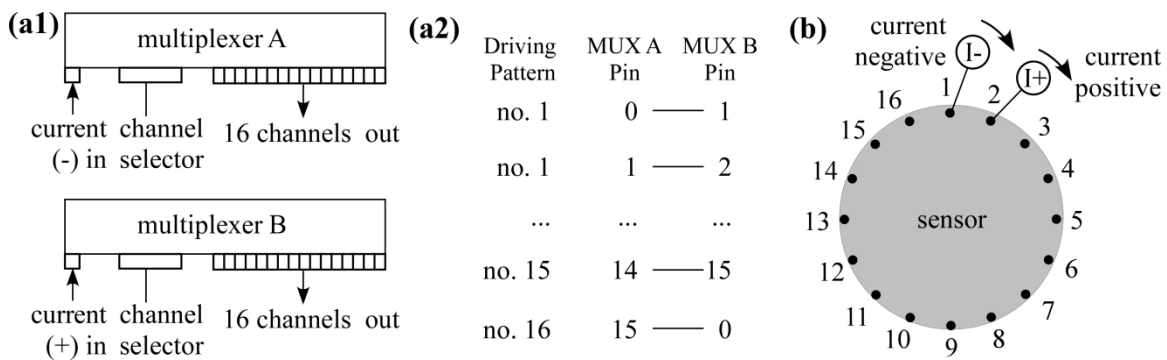 (a1)
multiplexer A
current channel
(-) in selector
16 channels out
multiplexer B
current channel
(+) in selector
16 channels out
(a2)
Driving MUX A MUX B
Pattern Pin Pin
no. 1 0 1
no. 1 1 2
... ... ...
no. 15 14 15
no. 16 15 0
(b)
current
negative
I-
I+
current
positive
1
2
3
4
5
6
7
8
9
10
11
12
13
14
15
16
sensor